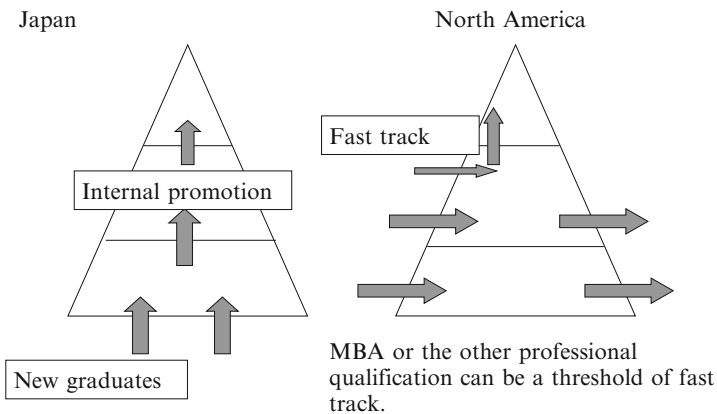 Japan
North America
Fast track
Internal promotion
New graduates
MBA or the other professional
qualification can be a threshold of fast
track.